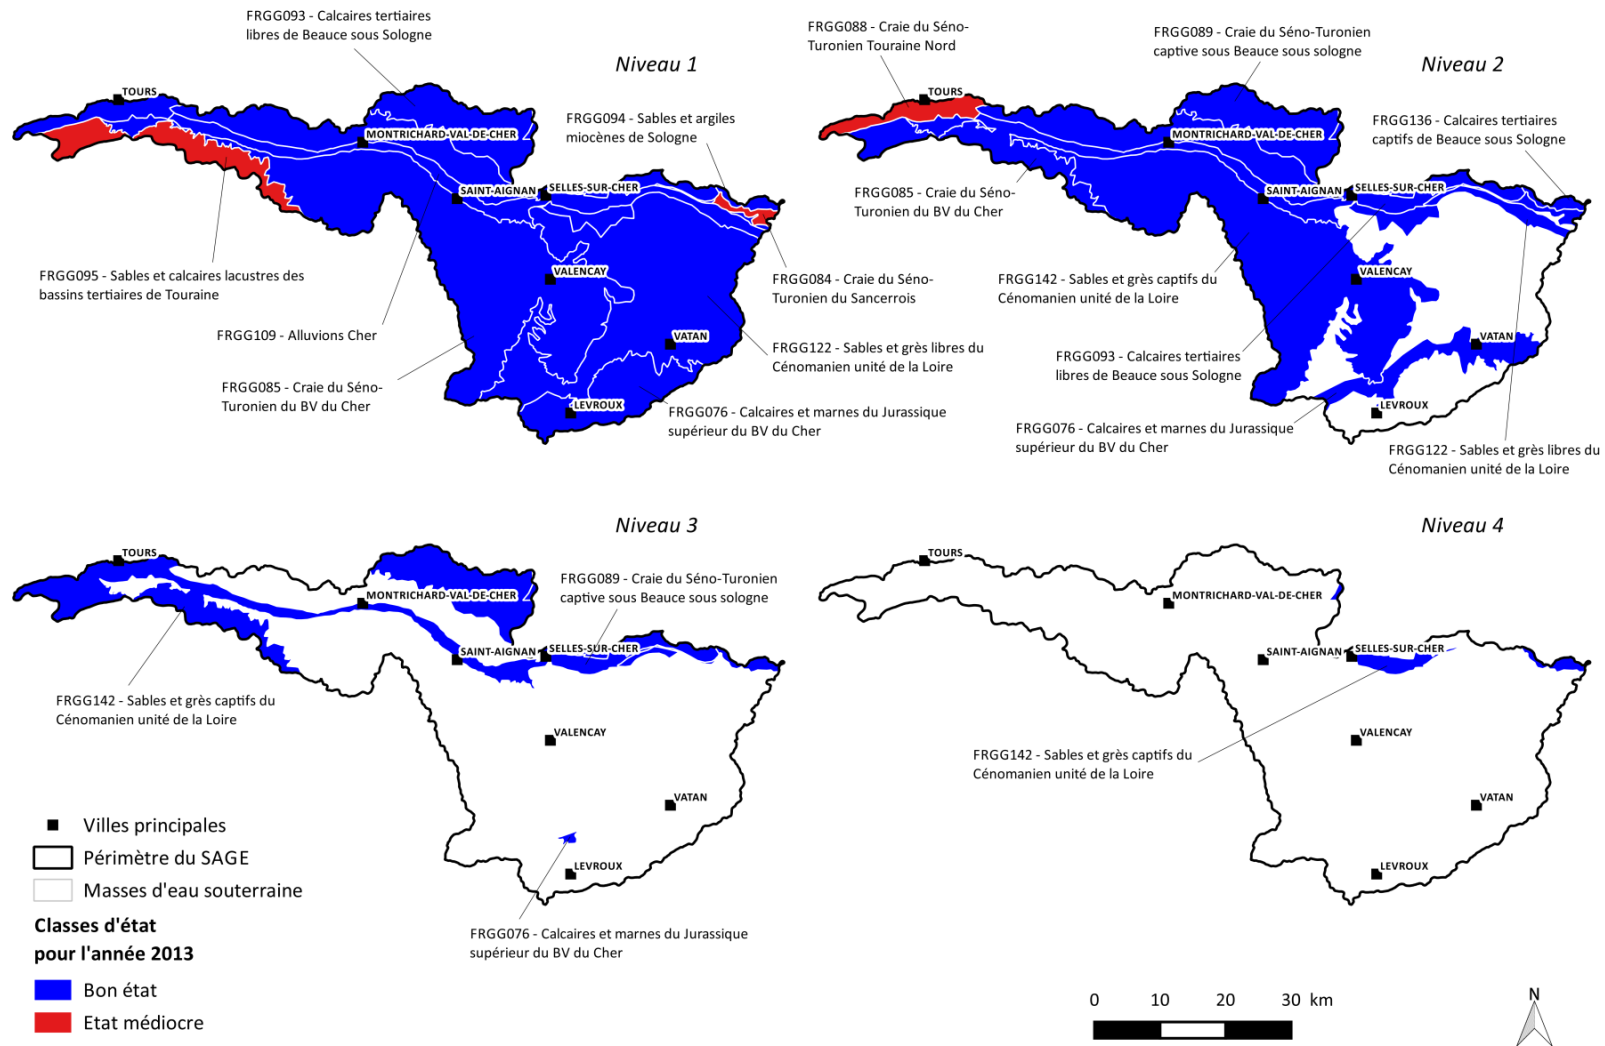 Niveau 1
FRGG093 - Calcaires tertiaires
libres de Beauce sous Sologne
TOURS
MONTRICHARD-VAL-DE-CHER
FRGG094 - Sables et argiles
miocènes de Sologne
SAINT-AIGNAN
SELLES-SUR-CHER
FRGG095 - Sables et calcaires lacustres des
bassins tertiaires de Touraine
VALENCAY
FRGG084 - Craie du Séno-
Turonien du Sancerrois
FRGG109 - Alluvions Cher
VATAN
FRGG122 - Sables et grès libres du
Cénomanien unité de la Loire
FRGG085 - Craie du Séno-
Turonien du BV du Cher
LEVROUX
FRGG076 - Calcaires et marnes du Jurassique
supérieur du BV du Cher
Niveau 2
FRGG088 - Craie du Séno-
Turonien Touraine Nord
FRGG089 - Craie du Séno-Turonien
captive sous Beauce sous sologne
TOURS
MONTRICHARD-VAL-DE-CHER
FRGG136 - Calcaires tertiaires
captifs de Beauce sous Sologne
FRGG085 - Craie du Séno-
Turonien du BV du Cher
SAINT-AIGNAN
SELLES-SUR-CHER
FRGG142 - Sables et grès captifs du
Cénomanien unité de la Loire
VALENCAY
VATAN
FRGG093 - Calcaires tertiaires
libres de Beauce sous Sologne
LEVROUX
FRGG076 - Calcaires et marnes du Jurassique
supérieur du BV du Cher
FRGG122 - Sables et grès libres du
Cénomanien unité de la Loire
Niveau 3
TOURS
FRGG089 - Craie du Séno-Turonien
captive sous Beauce sous sologne
MONTRICHARD-VAL-DE-CHER
SAINT-AIGNAN
SELLES-SUR-CHER
FRGG142 - Sables et grès captifs du
Cénomanien unité de la Loire
VALENCAY
VATAN
LEVROUX
FRGG076 - Calcaires et marnes du Jurassique
supérieur du BV du Cher
Niveau 4
TOURS
MONTRICHARD-VAL-DE-CHER
SAINT-AIGNAN
SELLES-SUR-CHER
VALENCAY
FRGG142 - Sables et grès captifs du
Cénomanien unité de la Loire
VATAN
LEVROUX
Villes principales
Périmètre du SAGE
Masses d'eau souterraine
Classes d'état
pour l'année 2013
Bon état
Etat médiocre
0 10 20 30 km
N